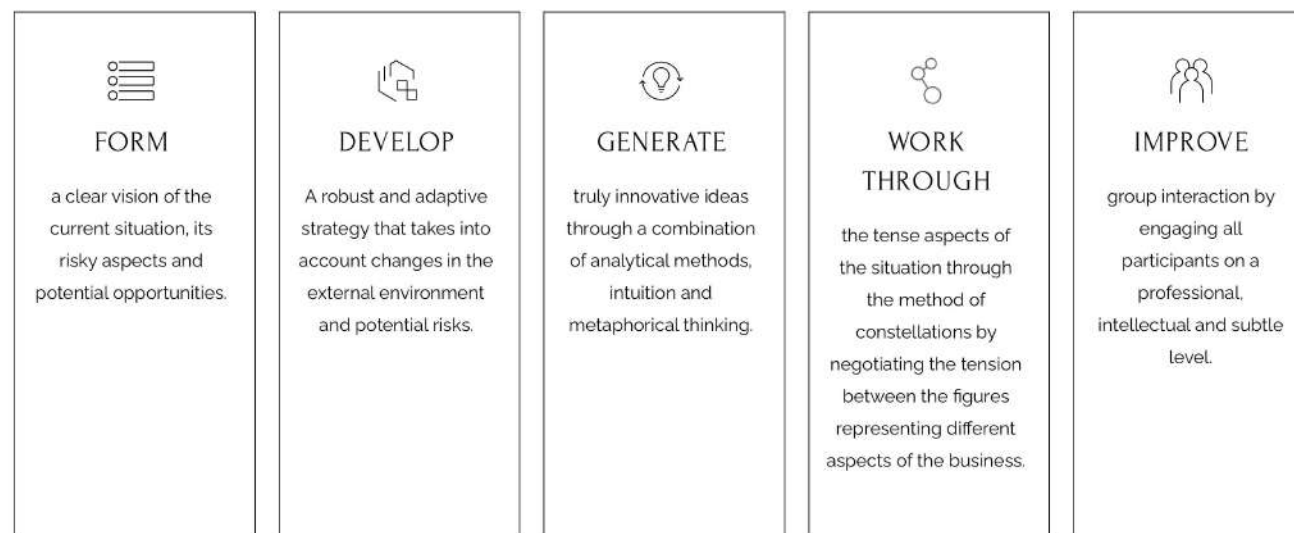 FORM
a clear vision of the
current situation, its
risky aspects and
potential opportunities.
DEVELOP
A robust and adaptive
strategy that takes into
account changes in the
external environment
and potential risks.
GENERATE
truly innovative ideas
through a combination
of analytical methods,
intuition and
metaphorical thinking.
WORK
THROUGH
the tense aspects of
the situation through
the method of
constellations by
negotiating the tension
between the figures
representing different
aspects of the business.
IMPROVE
group interaction by
engaging all
participants on a
professional,
intellectual and subtle
level.